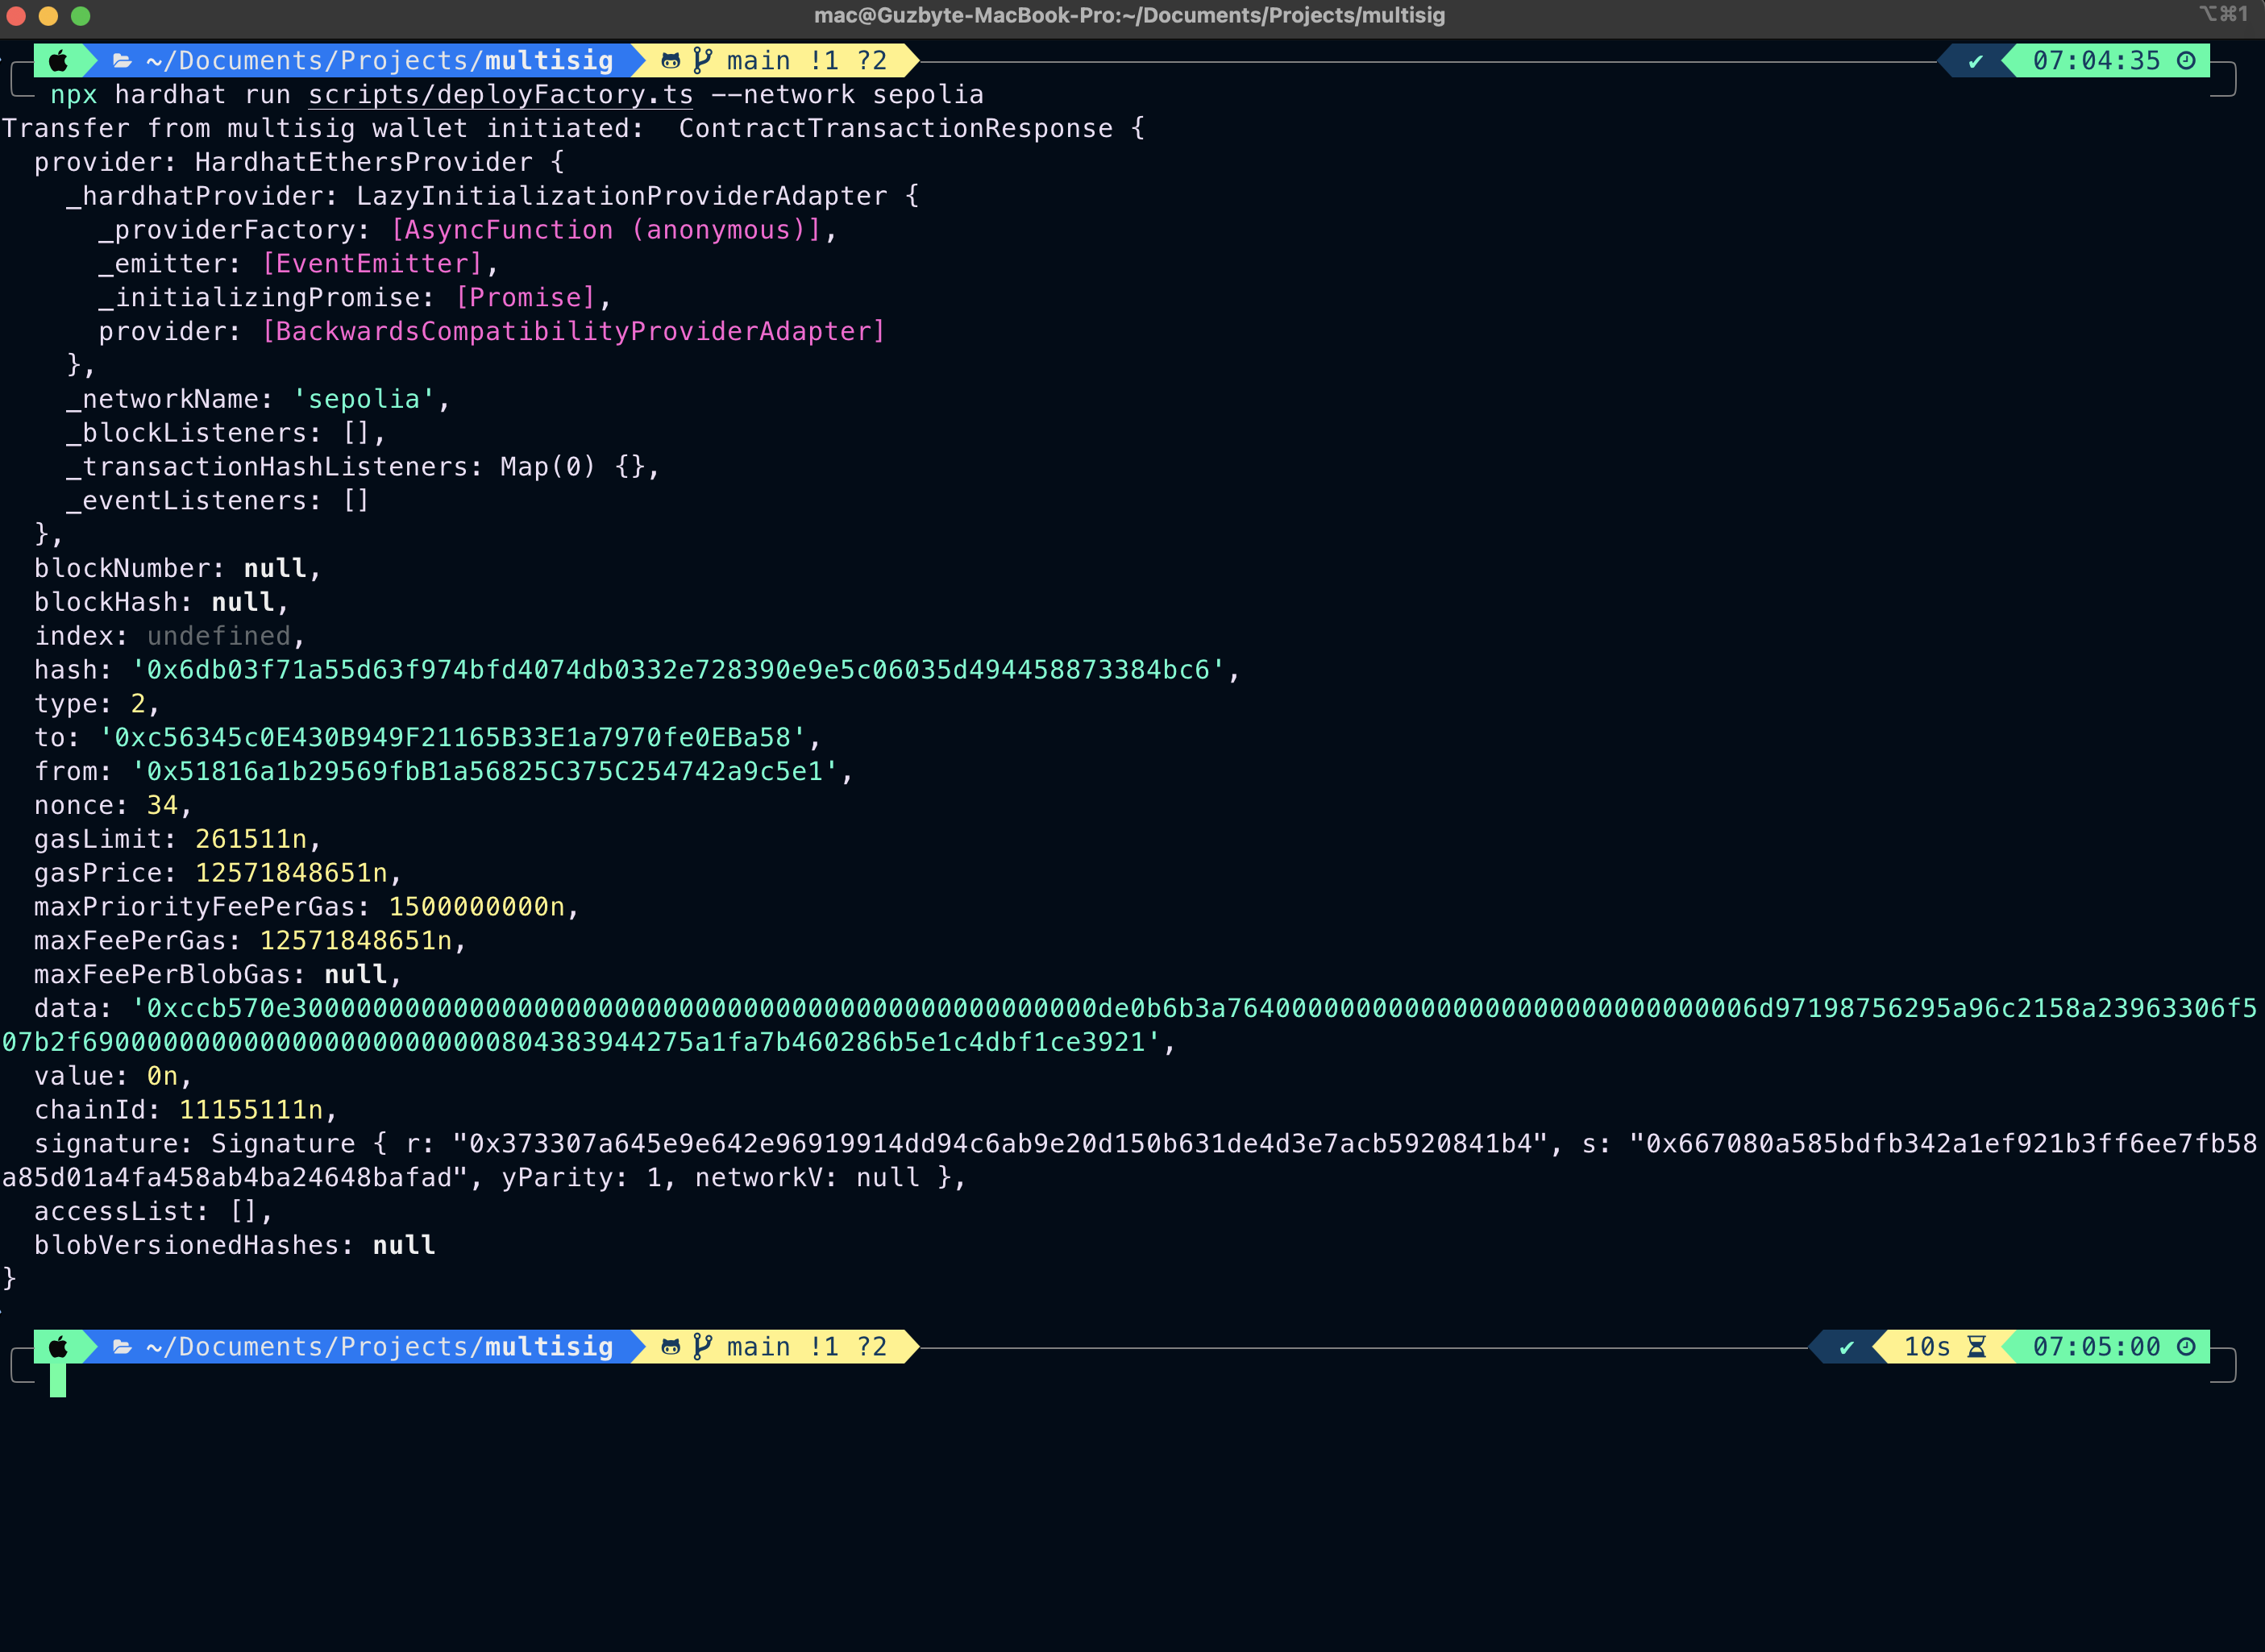 mac@Guzbyte-MacBook-Pro:~/Documents/Projects/multisig
⌥⌘1
~/Documents/Projects/multisig main !1 ?2 ✔ 07:04:35
npx hardhat run scripts/deployFactory.ts --network sepolia
Transfer from multisig wallet initiated:  ContractTransactionResponse {
  provider: HardhatEthersProvider {
    _hardhatProvider: LazyInitializationProviderAdapter {
      _providerFactory: [AsyncFunction (anonymous)],
      _emitter: [EventEmitter],
      _initializingPromise: [Promise],
      provider: [BackwardsCompatibilityProviderAdapter]
    },
    _networkName: 'sepolia',
    _blockListeners: [],
    _transactionHashListeners: Map(0) {},
    _eventListeners: []
  },
  blockNumber: null,
  blockHash: null,
  index: undefined,
  hash: '0x6db03f71a55d63f974bfd4074db0332e728390e9e5c06035d494458873384bc6',
  type: 2,
  to: '0xc56345c0E430B949F21165B33E1a7970fe0EBa58',
  from: '0x51816a1b29569fbB1a56825C375C254742a9c5e1',
  nonce: 34,
  gasLimit: 261511n,
  gasPrice: 12571848651n,
  maxPriorityFeePerGas: 1500000000n,
  maxFeePerGas: 12571848651n,
  maxFeePerBlobGas: null,
  data: '0xccb570e30000000000000000000000000000000000000000000000000de0b6b3a76400000000000000000000000000006d97198756295a96c2158a23963306f5
07b2f690000000000000000000000000804383944275a1fa7b460286b5e1c4dbf1ce3921',
  value: 0n,
  chainId: 11155111n,
  signature: Signature { r: "0x373307a645e9e642e96919914dd94c6ab9e20d150b631de4d3e7acb5920841b4", s: "0x667080a585bdfb342a1ef921b3ff6ee7fb58
a85d01a4fa458ab4ba24648bafad", yParity: 1, networkV: null },
  accessList: [],
  blobVersionedHashes: null
}
~/Documents/Projects/multisig main !1 ?2 ✔ 10s 07:05:00